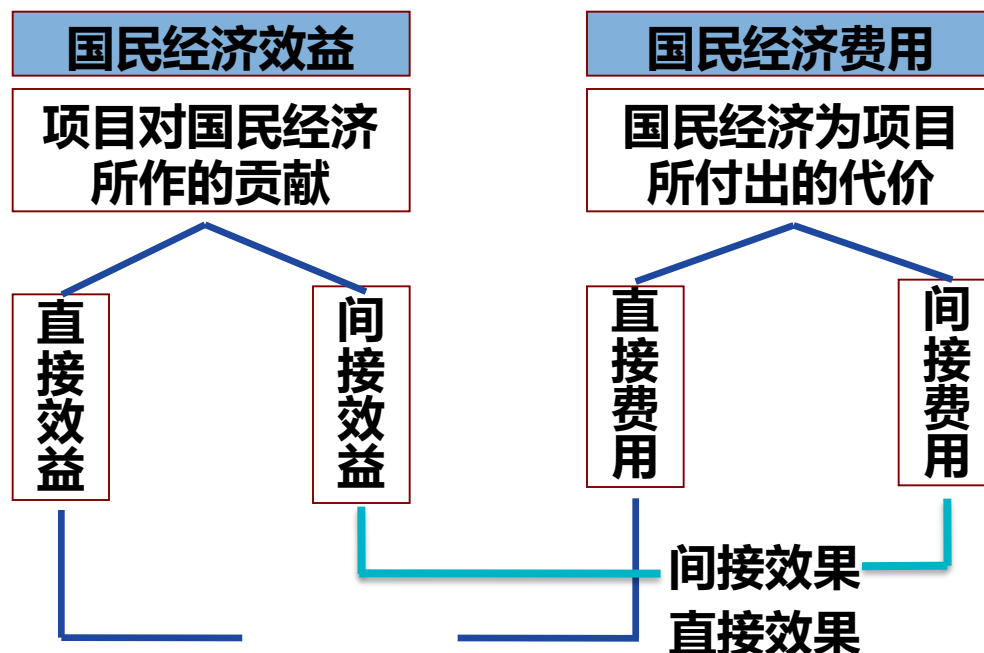 国民经济效益
国民经济费用
项目对国民经济
所作的贡献
国民经济为项目
所付出的代价
直接效益
间接效益
直接费用
间接费用
间接效果
直接效果